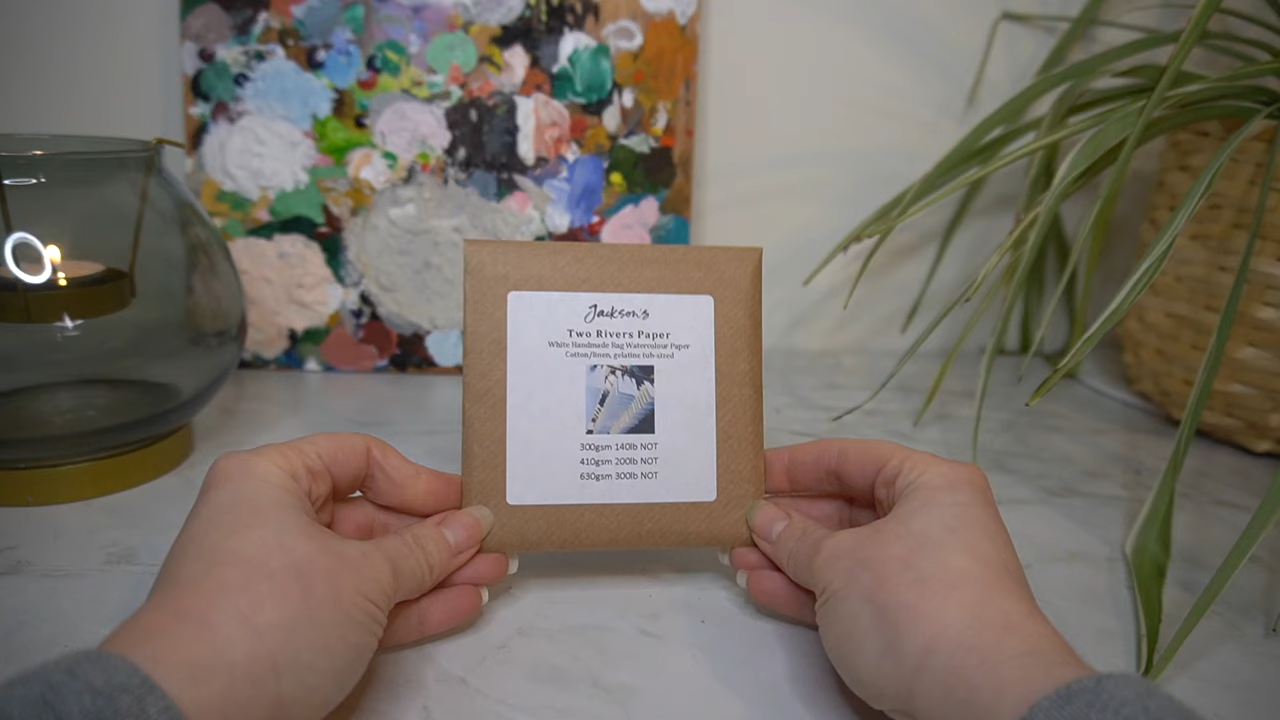 Jackson's
Two Rivers Paper
White Handmade Rag Watercolour Paper
Cotton/linen, gelatine tub-sized
300gsm 140lb NOT
410gsm 200lb NOT
630gsm 300lb NOT